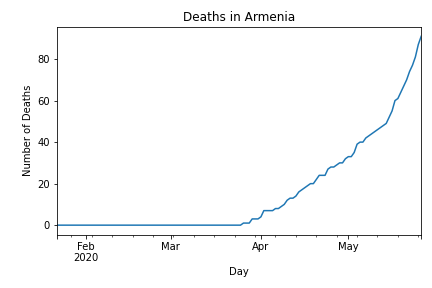 Deaths in Armenia
Number of Deaths
80
60
40
20
0
Feb
2020
Mar
Apr
May
Day